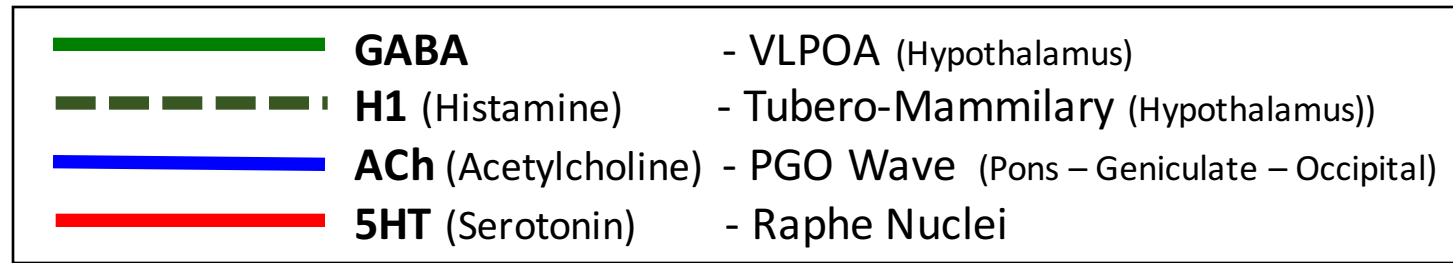 GABA - VLPOA (Hypothalamus)
H1 (Histamine) - Tubero-Mammilary (Hypothalamus))
ACh (Acetylcholine) - PGO Wave (Pons – Geniculate – Occipital)
5HT (Serotonin) - Raphe Nuclei